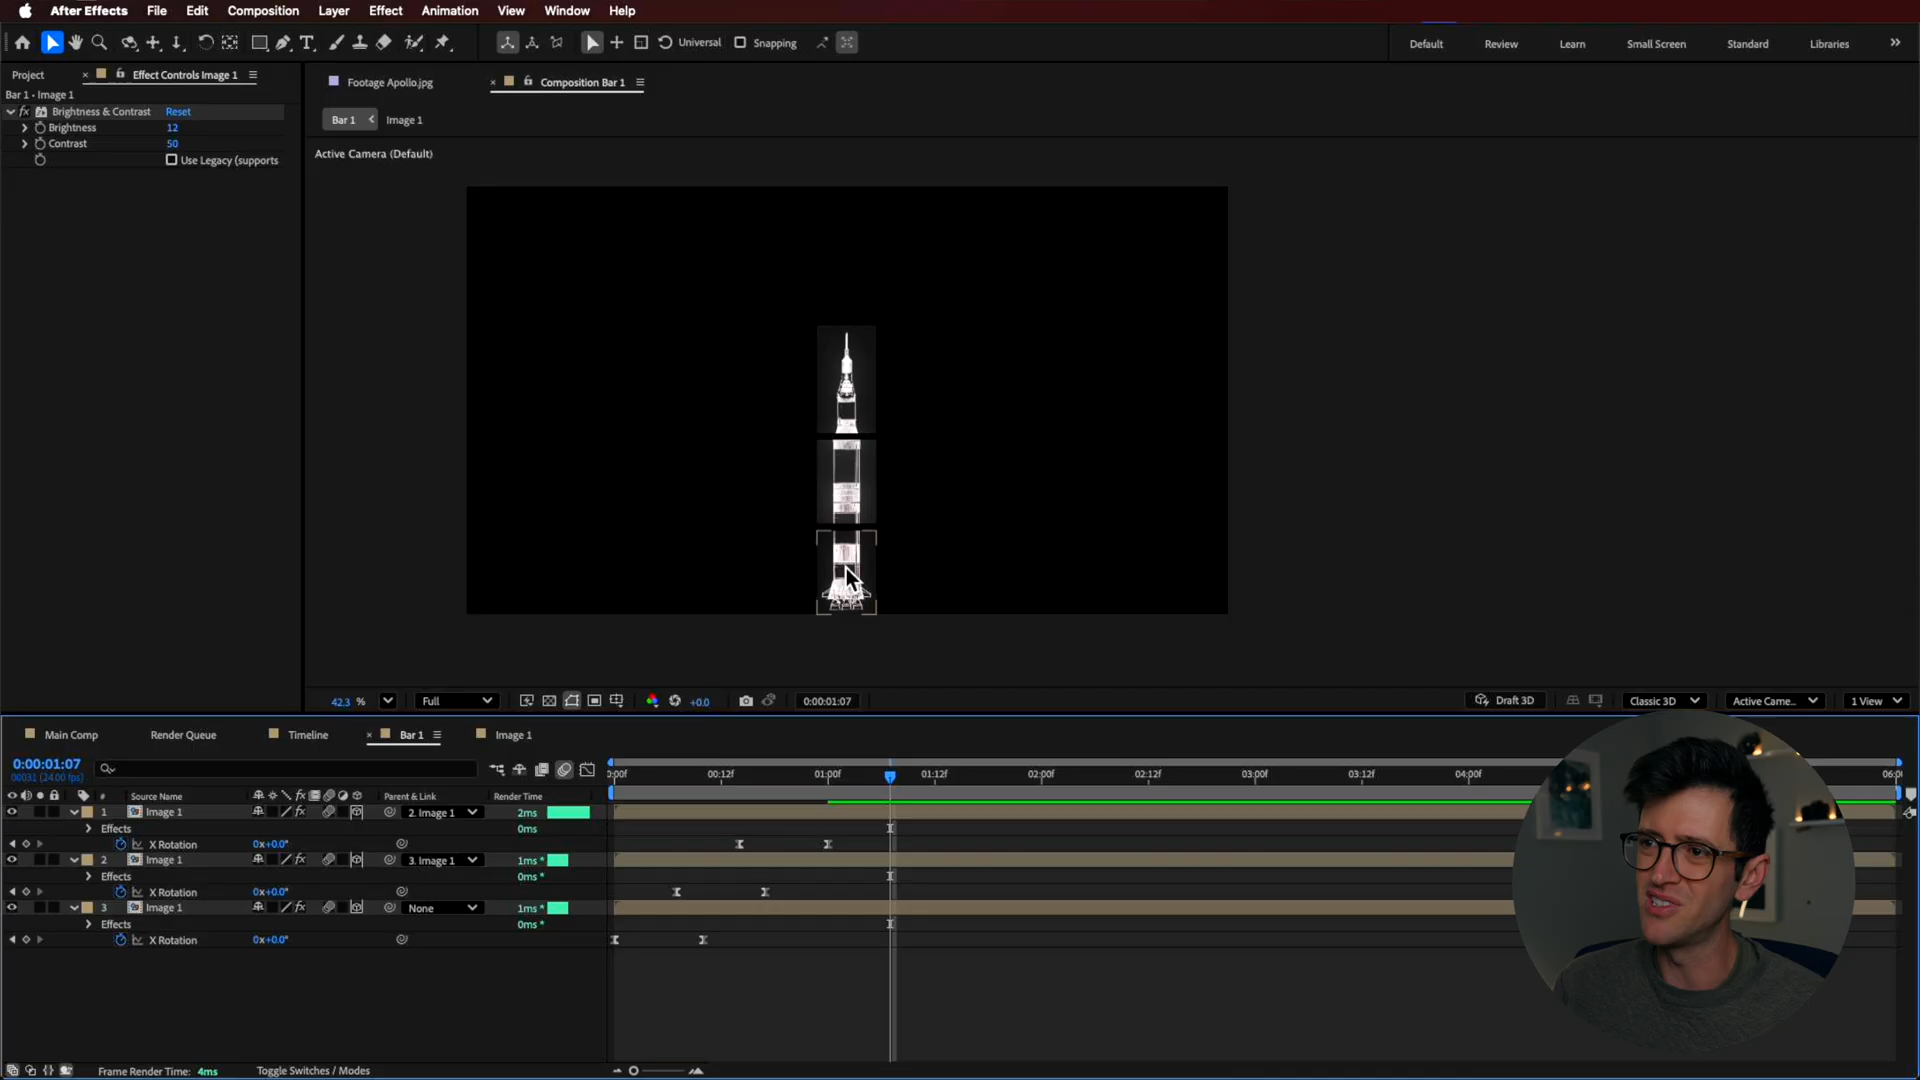 After Effects File Edit Composition Layer Effect Animation View Window Help
Universal Snapping Default Review Learn Small Screen Standard Libraries
Project Effect Controls Image 1
Footage Apollo.jpg Composition Bar 1
Bar 1 • Image 1
Brightness & Contrast Reset
Brightness 12
Contrast 50
Use Legacy (supports
Bar 1 Image 1
Active Camera (Default)
42.3 % Full +0.0 0:00:01:07 Draft 3D Classic 3D Active Came... 1 View
Main Comp Render Queue Timeline Bar 1 Image 1
0:00:01:07
00031 (24.00 fps)
:00f 00:12f 01:00f 01:12f 02:00f 02:12f 03:00f 03:12f 04:00f 06:0
# Source Name Parent & Link Render Time
1 Image 1 2. Image 1 2ms
Effects 0ms
X Rotation 0x+0.0°
2 Image 1 3. Image 1 1ms *
Effects 0ms *
X Rotation 0x+0.0°
3 Image 1 None 1ms *
Effects 0ms *
X Rotation 0x+0.0°
Frame Render Time: 4ms Toggle Switches / Modes